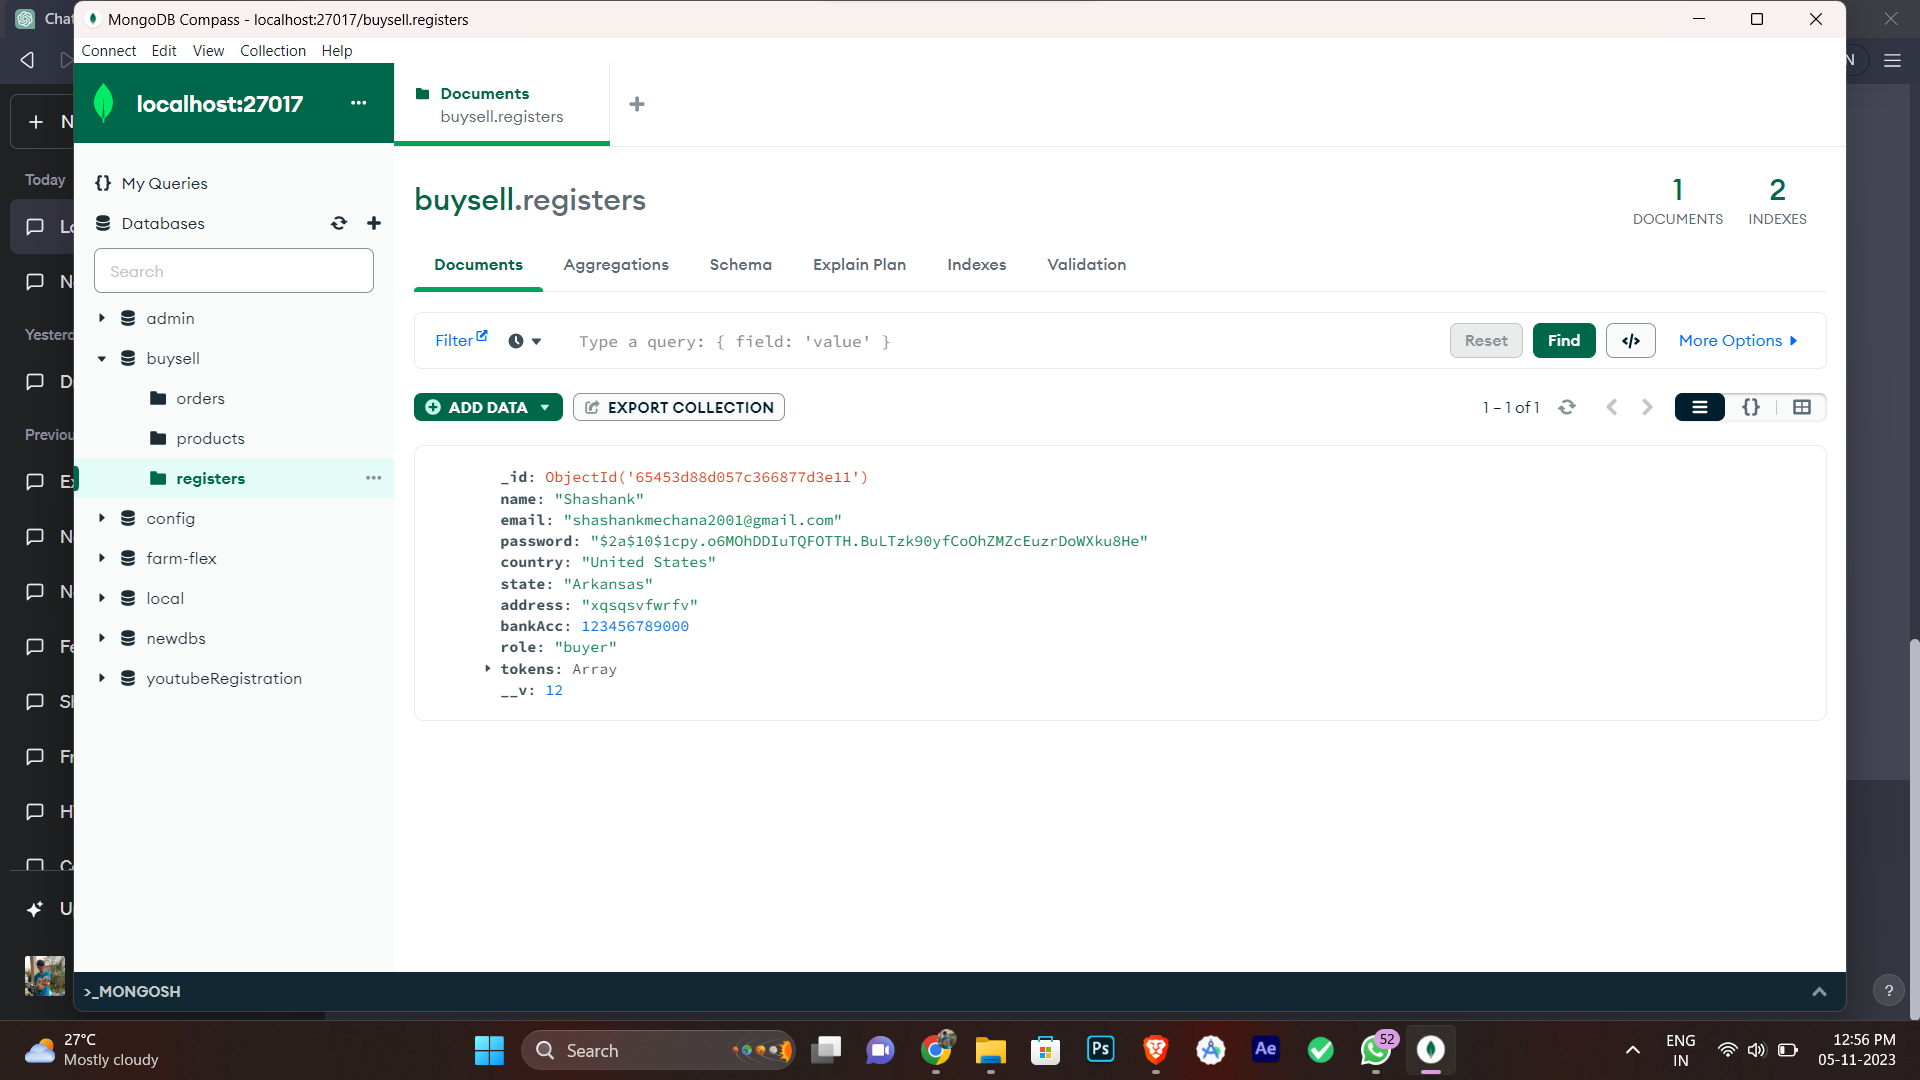 Chat
MongoDB Compass - localhost:27017/buysell.registers
Connect Edit View Collection Help
localhost:27017
Documents
buysell.registers
N
Today
My Queries
Databases
Search
admin
buysell
orders
products
registers
config
farm-flex
local
newdbs
youtubeRegistration
buysell.registers
1
DOCUMENTS
2
INDEXES
Documents Aggregations Schema Explain Plan Indexes Validation
Filter
Type a query: { field: 'value' }
Reset
Find
</>
More Options
ADD DATA
EXPORT COLLECTION
1 – 1 of 1
{}
_id: ObjectId('65453d88d057c366877d3e11')
name: "Shashank"
email: "shashankmechana2001@gmail.com"
password: "$2a$10$1cpy.o6MOhDDIuTQFOTTH.BuLTzk90yfCoOhZMZcEuzrDoWXku8He"
country: "United States"
state: "Arkansas"
address: "xqsqsvfwrfv"
bankAcc: 123456789000
role: "buyer"
tokens: Array
__v: 12
>_MONGOSH
?
27°C
Mostly cloudy
Search
Ps
Ae
52
ENG
IN
12:56 PM
05-11-2023